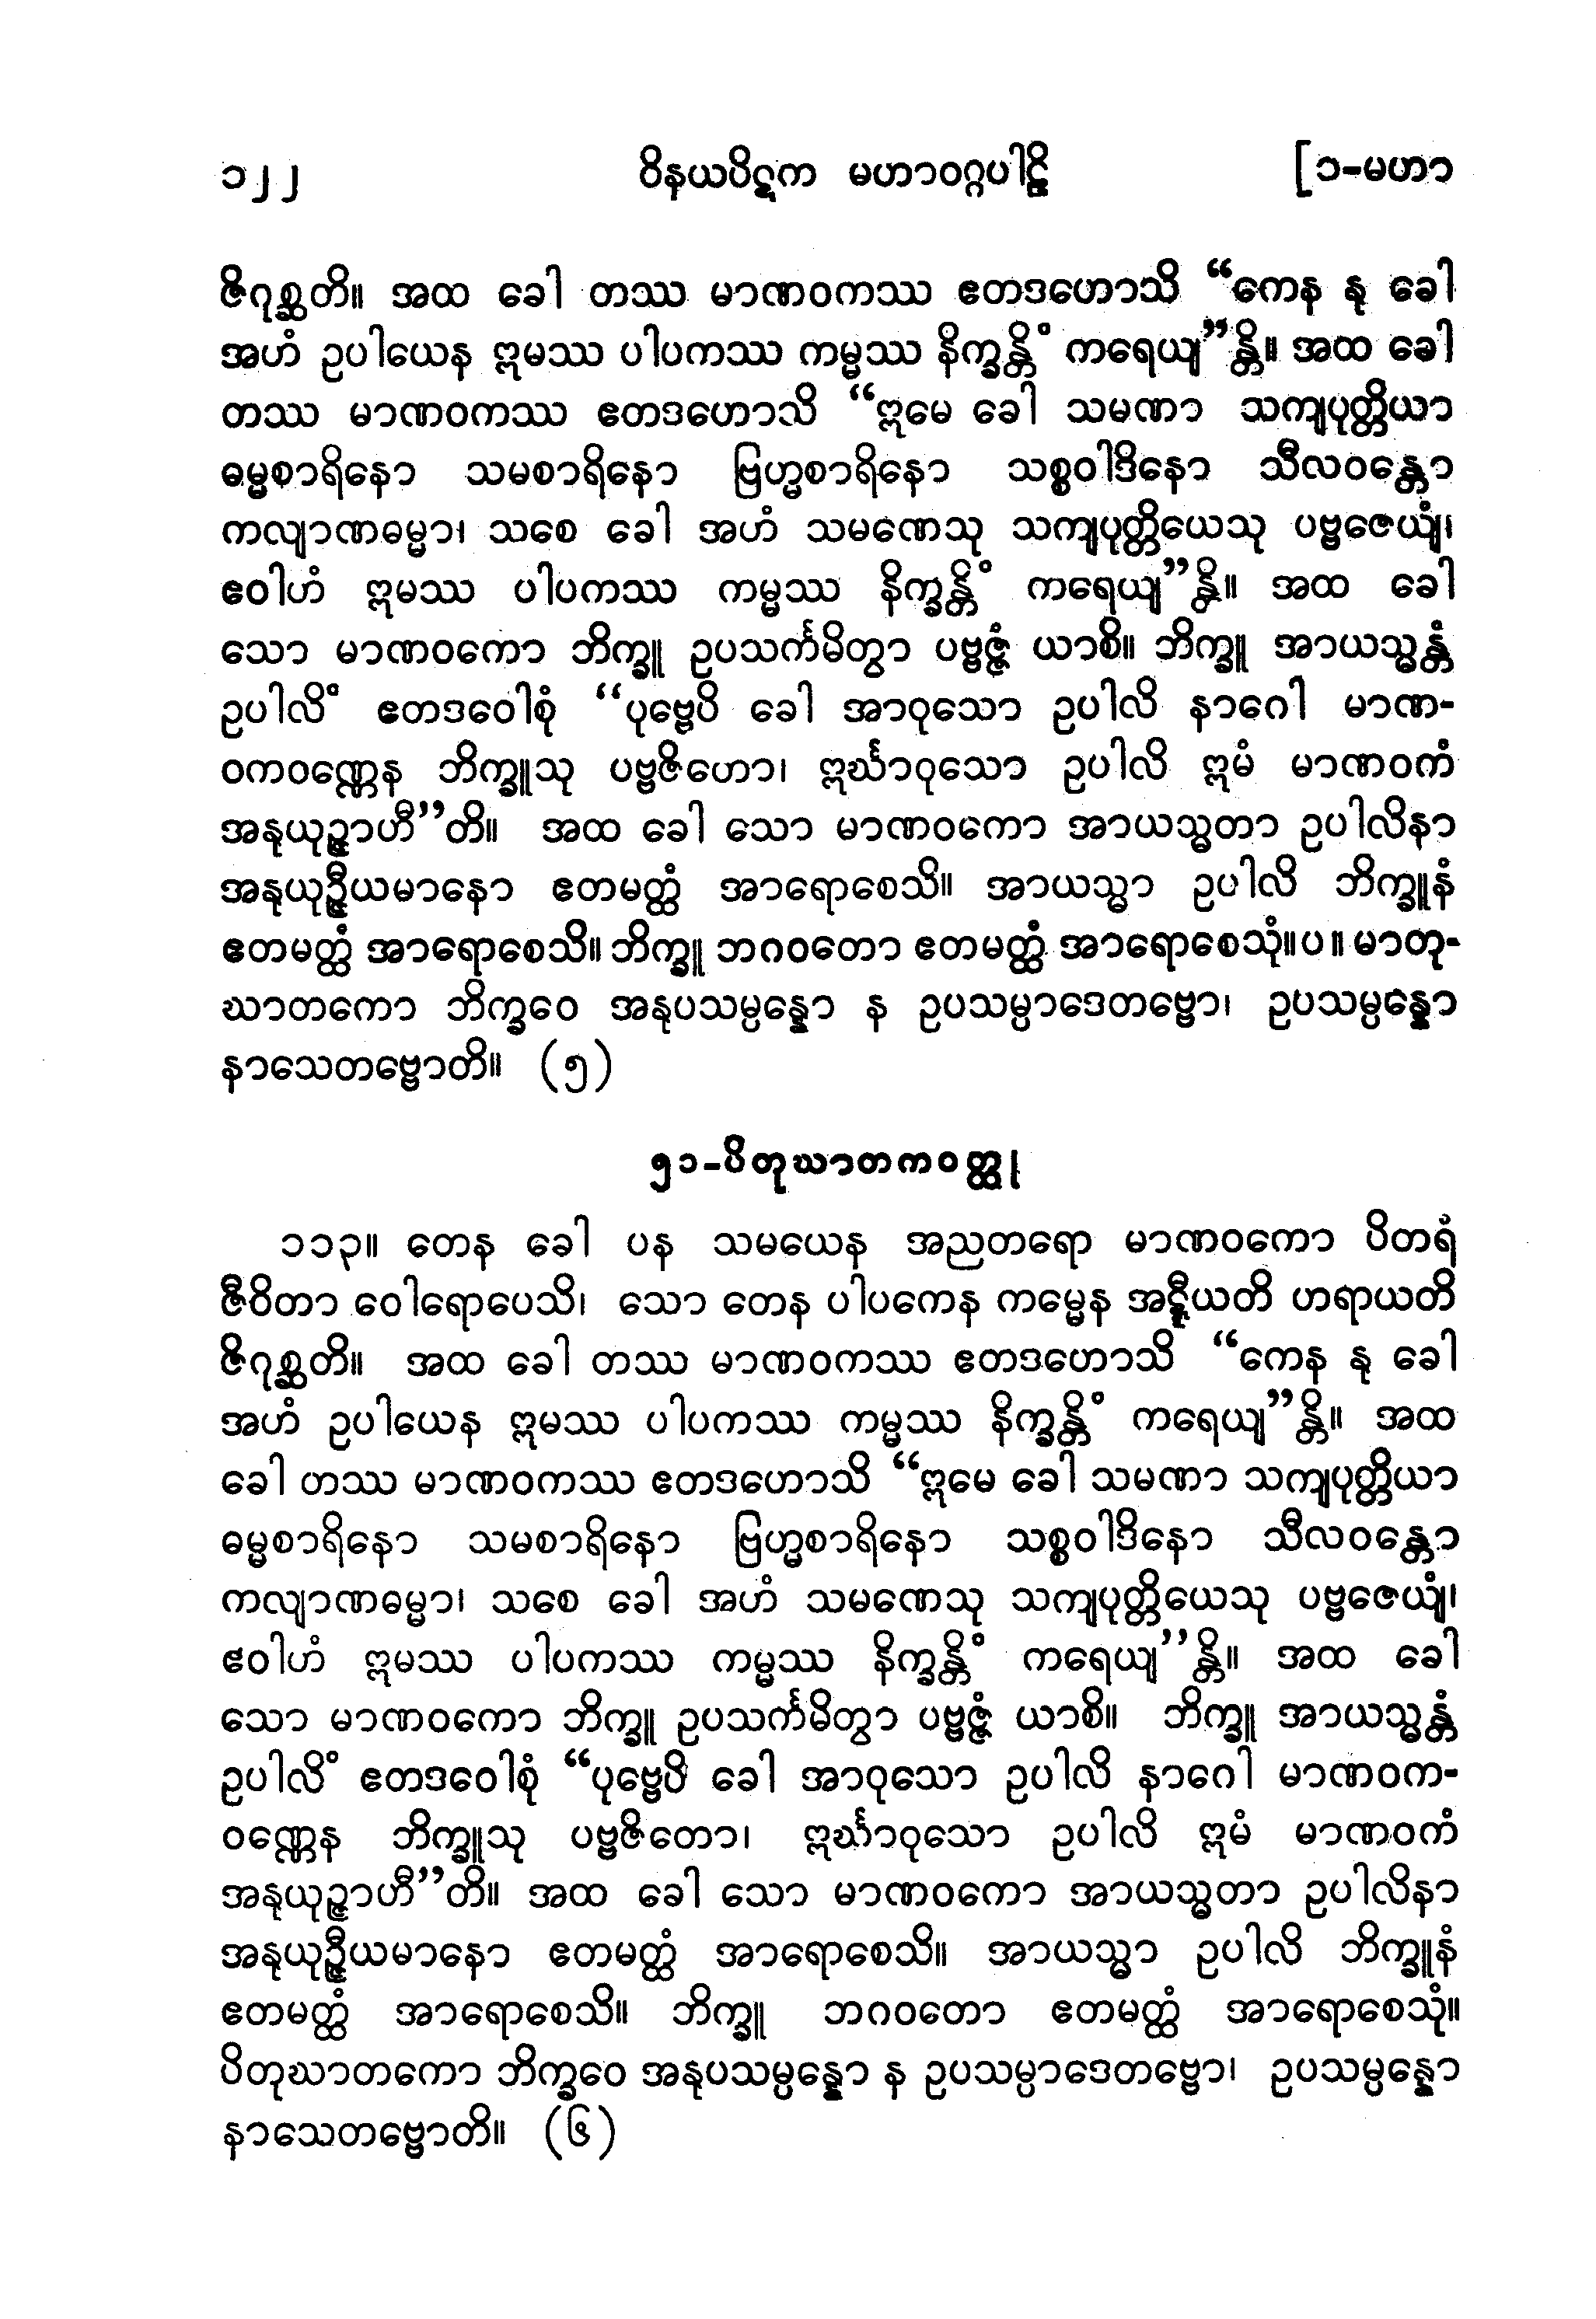 ၁၂၂ ဝိနယပိဋက မဟာဝဂ္ဂပါဠိ [၁-မဟာ
ဇိဂုစ္ဆတိ။ အထ ခေါ တဿ မာဏဝကဿ ဧတဒဟောသိ “ကေန နု ခေါ
အဟံ ဥပါယေန ဣမဿ ပါပကဿ ကမ္မဿ နိက္ခန္တိံ ကရေယျ”န္တိ။ အထ ခေါ
တဿ မာဏဝကဿ ဧတဒဟောသိ “ဣမေ ခေါ သမဏာ သကျပုတ္တိယာ
ဓမ္မစာရိနော သမစာရိနော ဗြဟ္မစာရိနော သစ္စဝါဒိနော သီလဝန္တော
ကလျာဏဓမ္မာ၊ သစေ ခေါ အဟံ သမဏေသု သကျပုတ္တိယေသု ပဗ္ဗဇေယျံ၊
ဧဝါဟံ ဣမဿ ပါပကဿ ကမ္မဿ နိက္ခန္တိံ ကရေယျ”န္တိ။ အထ ခေါ
သော မာဏဝကော ဘိက္ခူ ဥပသင်္ကမိတွာ ပဗ္ဗဇ္ဇံ ယာစိ။ ဘိက္ခူ အာယသ္မန္တံ
ဥပါလိံ ဧတဒဝေါစုံ “ပုဗ္ဗေပိ ခေါ အာဝုသော ဥပါလိ နာဂေါ မာဏ-
ဝကဝဏ္ဏေန ဘိက္ခူသု ပဗ္ဗဇိဟော၊ ဣင်္ဃာဝုသော ဥပါလိ ဣမံ မာဏဝကံ
အနုယုဉ္ဇာဟီ”တိ။ အထ ခေါ သော မာဏဝကော အာယသ္မတာ ဥပါလိနာ
အနုယုဉ္ဇီယမာနော ဧတမတ္ထံ အာရောစေသိ။ အာယသ္မာ ဥပါလိ ဘိက္ခူနံ
ဧတမတ္ထံ အာရောစေသိ။ ဘိက္ခူ ဘဂဝတော ဧတမတ္ထံ အာရောစေသုံ။ပ။ မာတု-
ဃာတကော ဘိက္ခဝေ အနုပသမ္ပန္နော န ဥပသမ္ပာဒေတဗ္ဗော၊ ဥပသမ္ပန္နော
နာသေတဗ္ဗောတိ။ (၅)
၅၁-ပိတုဃာတကဝတ္ထု
၁၁၃။ တေန ခေါ ပန သမယေန အညတရော မာဏဝကော ပိတရံ
ဇီဝိတာ ဝေါရောပေသိ၊ သော တေန ပါပကေန ကမ္မေန အဋ္ဋီယတိ ဟရာယတိ
ဇိဂုစ္ဆတိ။ အထ ခေါ တဿ မာဏဝကဿ ဧတဒဟောသိ “ကေန နု ခေါ
အဟံ ဥပါယေန ဣမဿ ပါပကဿ ကမ္မဿ နိက္ခန္တိံ ကရေယျ”န္တိ။ အထ
ခေါ တဿ မာဏဝကဿ ဧတဒဟောသိ “ဣမေ ခေါ သမဏာ သကျပုတ္တိယာ
ဓမ္မစာရိနော သမစာရိနော ဗြဟ္မစာရိနော သစ္စဝါဒိနော သီလဝန္တော
ကလျာဏဓမ္မာ၊ သစေ ခေါ အဟံ သမဏေသု သကျပုတ္တိယေသု ပဗ္ဗဇေယျံ၊
ဧဝါဟံ ဣမဿ ပါပကဿ ကမ္မဿ နိက္ခန္တိံ ကရေယျ”န္တိ။ အထ ခေါ
သော မာဏဝကော ဘိက္ခူ ဥပသင်္ကမိတွာ ပဗ္ဗဇ္ဇံ ယာစိ။ ဘိက္ခူ အာယသ္မန္တံ
ဥပါလိံ ဧတဒဝေါစုံ “ပုဗ္ဗေပိ ခေါ အာဝုသော ဥပါလိ နာဂေါ မာဏဝက-
ဝဏ္ဏေန ဘိက္ခူသု ပဗ္ဗဇိတော၊ ဣင်္ဃာဝုသော ဥပါလိ ဣမံ မာဏဝကံ
အနုယုဉ္ဇာဟီ”တိ။ အထ ခေါ သော မာဏဝကော အာယသ္မတာ ဥပါလိနာ
အနုယုဉ္ဇီယမာနော ဧတမတ္ထံ အာရောစေသိ။ အာယသ္မာ ဥပါလိ ဘိက္ခူနံ
ဧတမတ္ထံ အာရောစေသိ။ ဘိက္ခူ ဘဂဝတော ဧတမတ္ထံ အာရောစေသုံ။
ပိတုဃာတကော ဘိက္ခဝေ အနုပသမ္ပန္နော န ဥပသမ္ပာဒေတဗ္ဗော၊ ဥပသမ္ပန္နော
နာသေတဗ္ဗောတိ။ (၆)